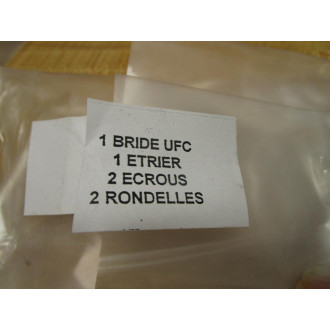 1 BRIDE UFC
1 ETRIER
2 ECROUS
2 RONDELLES